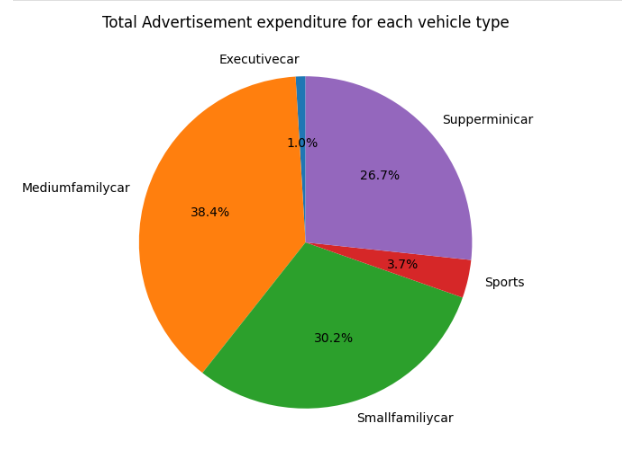 Total Advertisement expenditure for each vehicle type
Executivecar
1.0%
Supperminicar
26.7%
Mediumfamilycar
38.4%
3.7%
Sports
30.2%
Smallfamiliycar